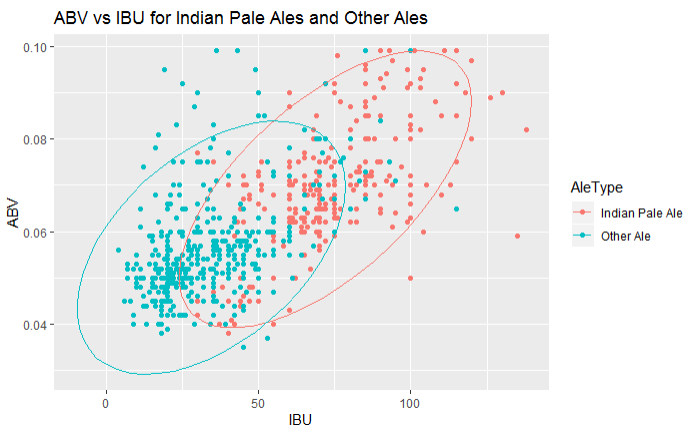 ABV vs IBU for Indian Pale Ales and Other Ales
0.10
0.08
0.06
0.04
ABV
0
50
100
IBU
AleType
Indian Pale Ale
Other Ale